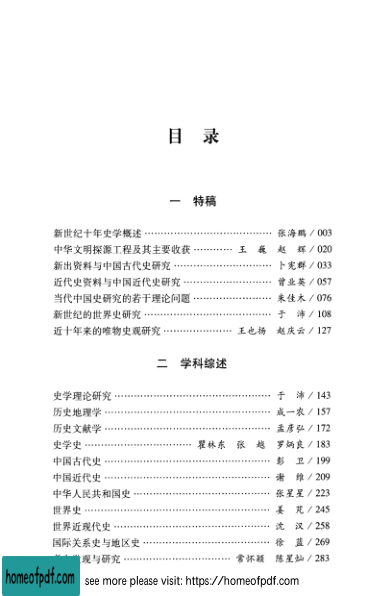 目 录
一 特稿
新世纪十年史学概述 …………………………………… 张海鹏 / 003
中华文明探源工程及其主要收获 ………… 王 巍 赵 辉 / 020
新出资料与中国古代史研究 …………………………… 卜宪群 / 033
近代史资料与中国近代史研究 ………………………… 曾业英 / 057
当代中国史研究的若干理论问题 ……………………… 朱佳木 / 076
新世纪的世界史研究 …………………………………… 于 沛 / 108
近十年来的唯物史观研究 ………………… 王也扬 赵庆云 / 127
二 学科综述
史学理论研究 …………………………………………… 于 沛 / 143
历史地理学 ……………………………………………… 成一农 / 157
历史文献学 ……………………………………………… 孟彦弘 / 172
史学史 …………………………… 瞿林东 张 越 罗炳良 / 183
中国古代史 ……………………………………………… 彭 卫 / 199
中国近代史 ……………………………………………… 谢 维 / 209
中华人民共和国史 ……………………………………… 张星星 / 223
世界史 …………………………………………………… 姜 芃 / 245
世界近现代史 …………………………………………… 沈 汉 / 258
国际关系史与地区史 …………………………………… 徐 蓝 / 269
发现与研究 ……………………………… 常怀颖 陈星灿 / 283
homeofpdf.com see more please visit: https://homeofpdf.com